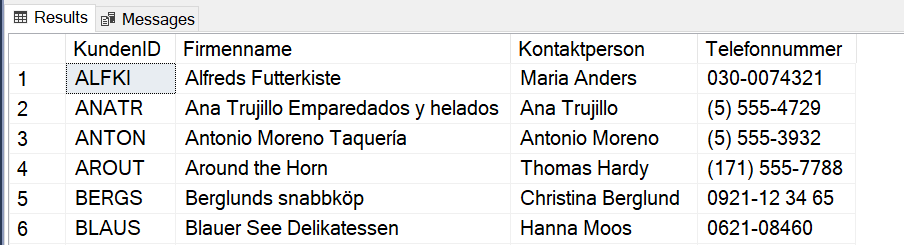 Results Messages
KundenID Firmenname Kontaktperson Telefonnummer
1 ALFKI Alfreds Futterkiste Maria Anders 030-0074321
2 ANATR Ana Trujillo Emparedados y helados Ana Trujillo (5) 555-4729
3 ANTON Antonio Moreno Taquería Antonio Moreno (5) 555-3932
4 AROUT Around the Horn Thomas Hardy (171) 555-7788
5 BERGS Berglunds snabbköp Christina Berglund 0921-12 34 65
6 BLAUS Blauer See Delikatessen Hanna Moos 0621-08460